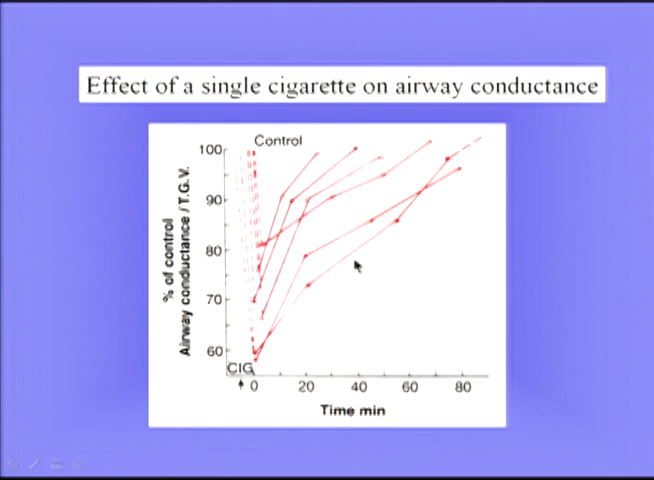 Effect of a single cigarette on airway conductance
Control
100
90
80
70
60
% of control
Airway conductance / T.G.V.
CIG
0 20 40 60 80
Time min